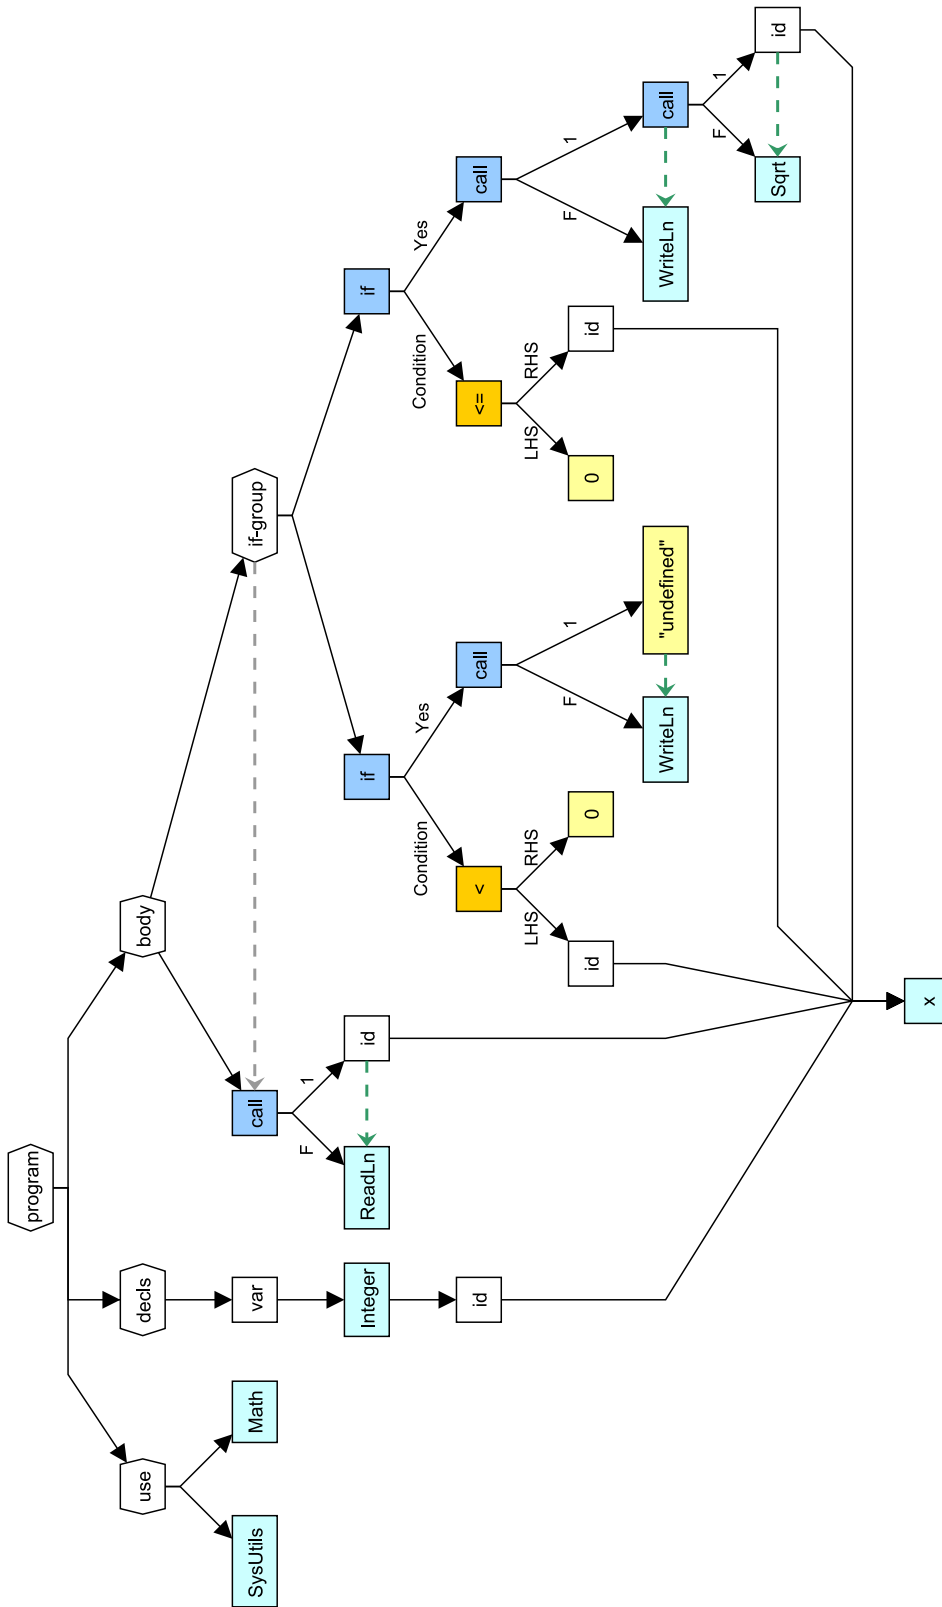 program
use
decls
body
SysUtils
Math
var
call
if-group
F
1
Integer
ReadLn
id
if
if
Condition
Yes
Condition
Yes
id
<
call
<=
call
LHS
RHS
F
1
LHS
RHS
F
1
id
0
0
id
WriteLn
"undefined"
WriteLn
call
F
1
Sqrt
id
x